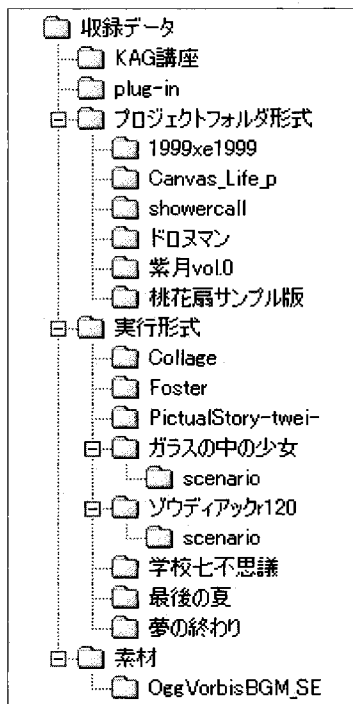 収録データ
KAG講座
plug-in
プロジェクトフォルダ形式
1999xe1999
Canvas_Life_p
showercall
ドロヌマン
紫月vol.0
桃花扇サンプル版
実行形式
Collage
Foster
PictualStory-twei-
ガラスの中の少女
scenario
ゾウディアックr120
scenario
学校七不思議
最後の夏
夢の終わり
素材
OggVorbisBGM_SE